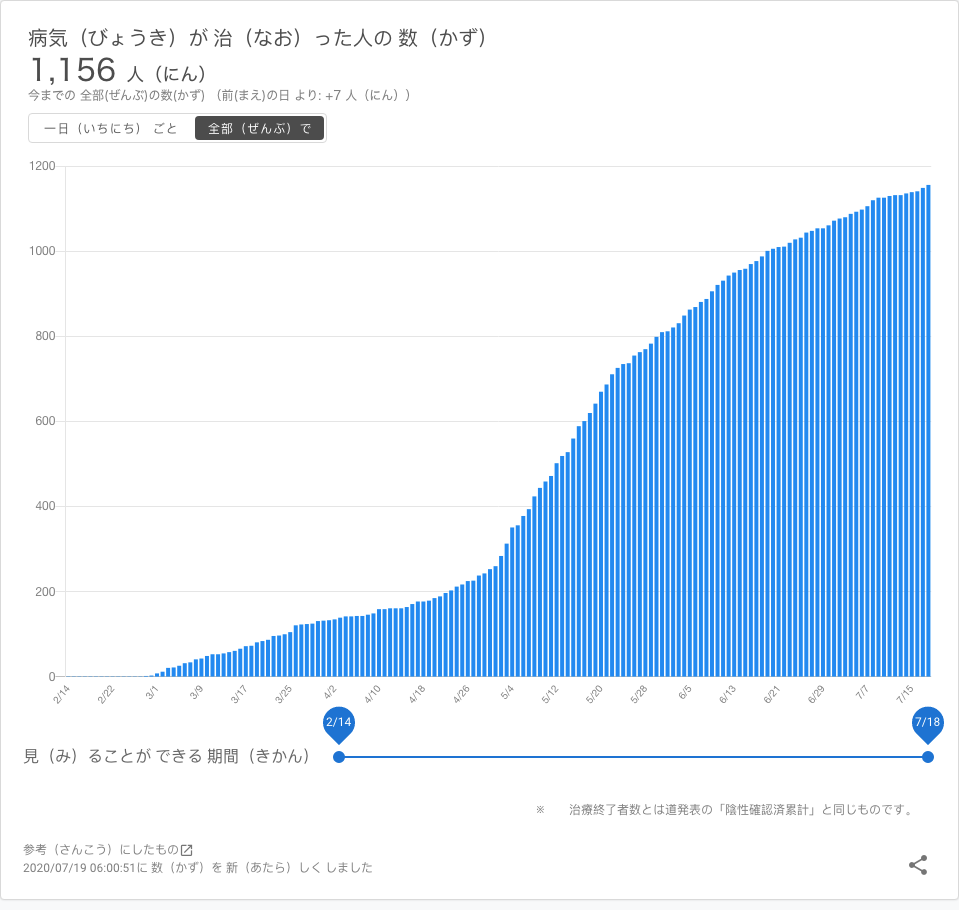 病気（びょうき）が 治（なお）った人の 数（かず）
1,156 人（にん）
今までの 全部(ぜんぶ)の数(かず) （前(まえ)の日 より: +7 人（にん））
一日（いちにち） ごと 全部（ぜんぶ）で
1200
1000
800
600
400
200
0
2/14 2/22 3/1 3/9 3/17 3/25 4/2 4/10 4/18 4/26 5/4 5/12 5/20 5/28 6/5 6/13 6/21 6/29 7/7 7/15
2/14 7/18
見（み）ることが できる 期間（きかん）
※ 治療終了者数とは道発表の「陰性確認済累計」と同じものです。
参考（さんこう）にしたもの
2020/07/19 06:00:51に 数（かず）を 新（あたら）しく しました